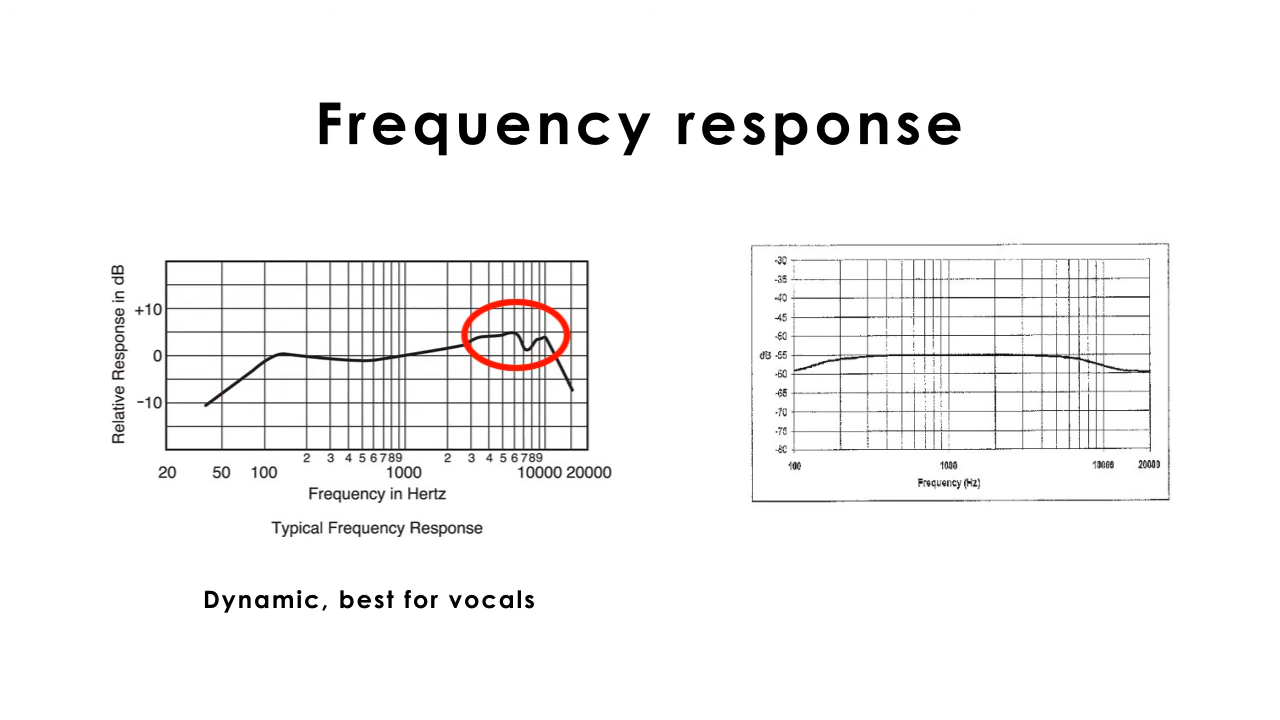 Frequency response
Relative Response in dB
+10
0
−10
2 3 4 5 6 7 8 9 2 3 4 5 6 7 8 9
20 50 100 1000 10000 20000
Frequency in Hertz
Typical Frequency Response
Dynamic, best for vocals
-30
-35
-40
-45
-50
dB -55
-60
-65
-70
-75
-80
100 1000 10000 20000
Frequency (Hz)